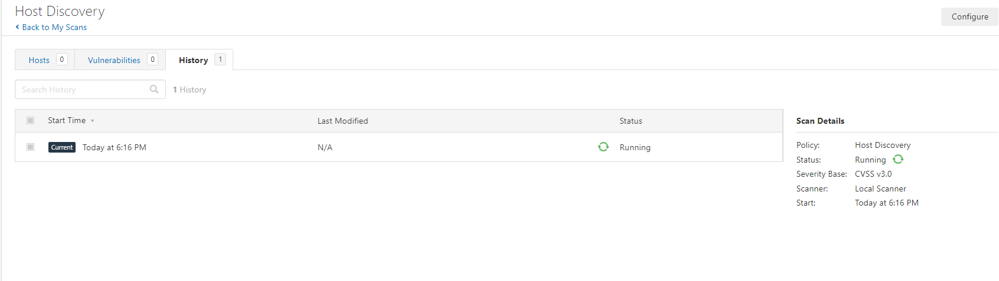 Host Discovery
Back to My Scans
Configure
Hosts 0 Vulnerabilities 0 History 1
Search History 1 History
Start Time Last Modified Status
Current Today at 6:16 PM N/A Running
Scan Details
Policy: Host Discovery
Status: Running
Severity Base: CVSS v3.0
Scanner: Local Scanner
Start: Today at 6:16 PM